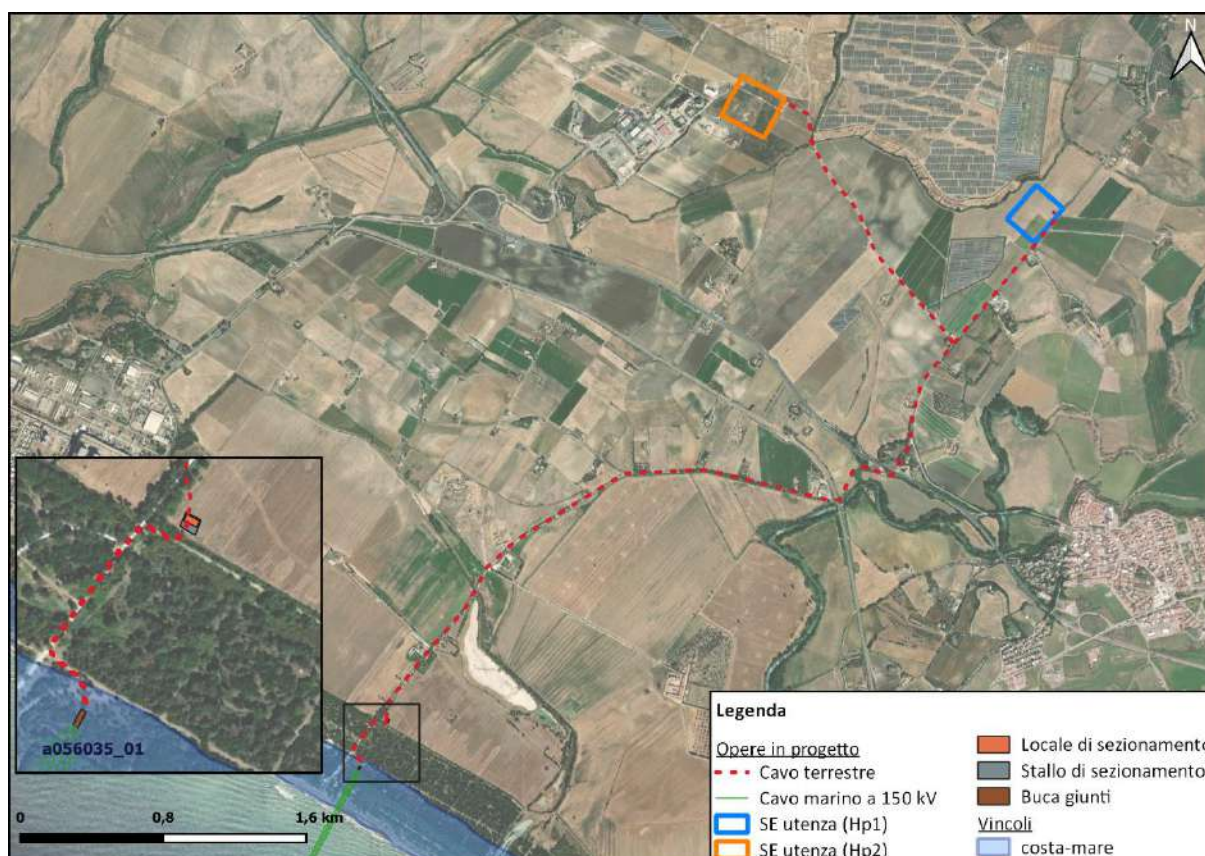 N
a056035_01
0 0,8 1,6 km
Legenda
Opere in progetto
Cavo terrestre
Cavo marino a 150 kV
SE utenza (Hp1)
SE utenza (Hp2)
Locale di sezionamento
Stallo di sezionamento
Buca giunti
Vincoli
costa-mare